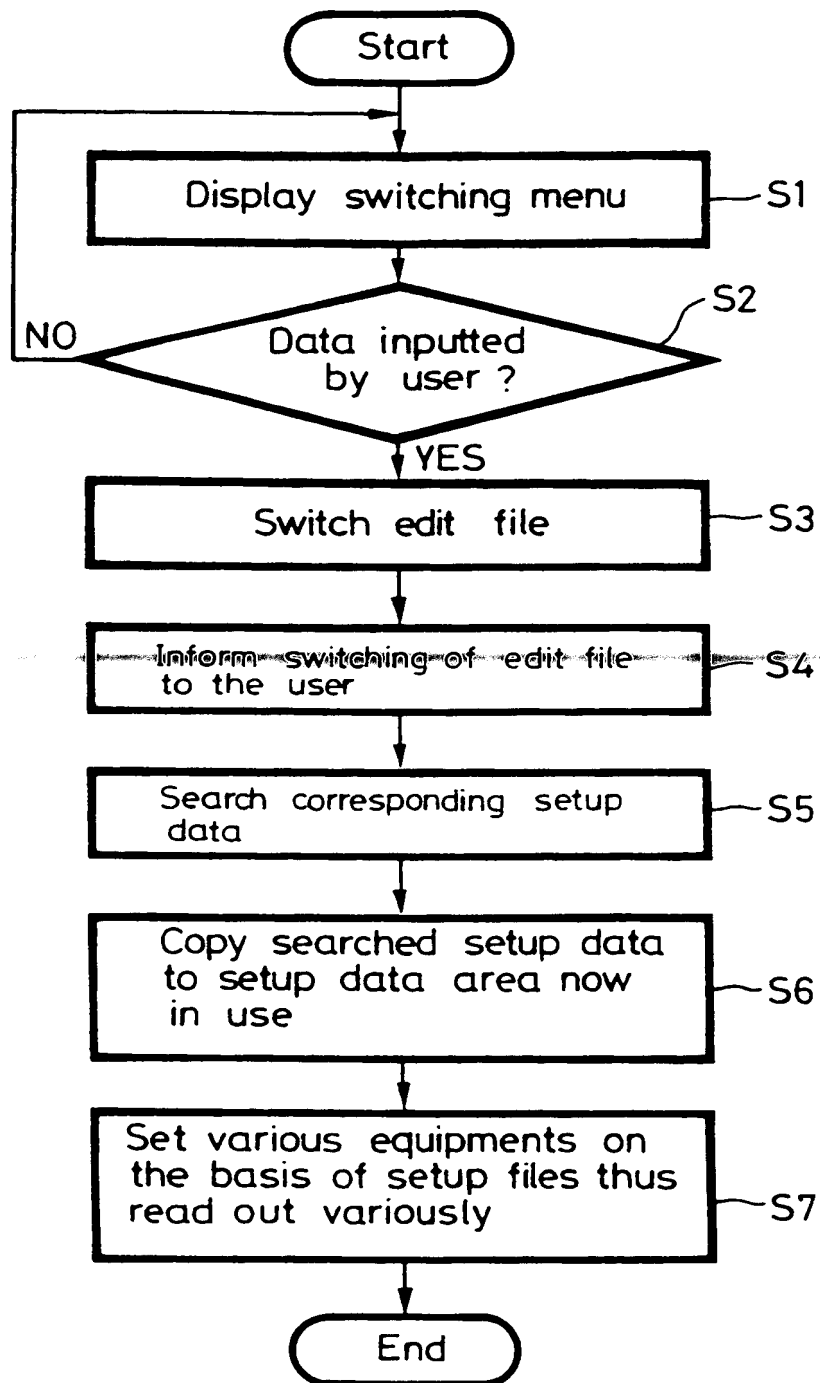 Start
Display switching menu
S1
S2
NO
Data inputted
by user ?
YES
Switch edit file
S3
Inform switching of edit file
to the user
S4
Search corresponding setup
data
S5
Copy searched setup data
to setup data area now
in use
S6
Set various equipments on
the basis of setup files thus
read out variously
S7
End